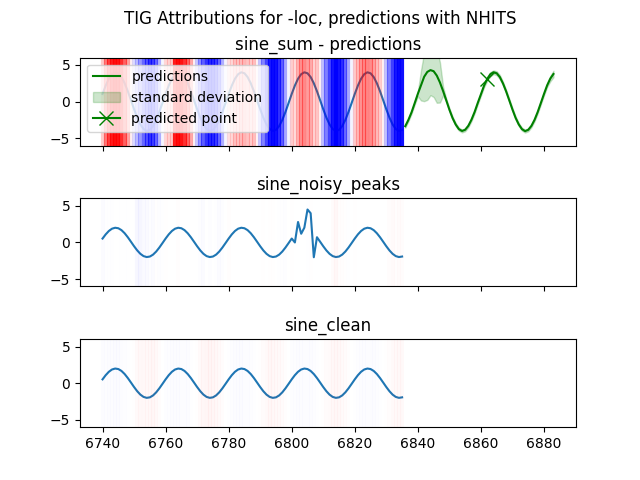 TIG Attributions for -loc, predictions with NHITS
sine_sum - predictions
5
0
−5
predictions
standard deviation
predicted point
sine_noisy_peaks
5
0
−5
sine_clean
5
0
−5
6740 6760 6780 6800 6820 6840 6860 6880